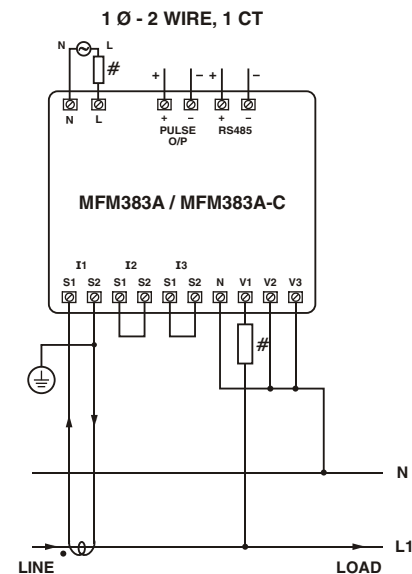 1 Ø - 2 WIRE, 1 CT
N L
#
+ – + –
N L + – + –
PULSE O/P RS485
MFM383A / MFM383A-C
I1 I2 I3
S1 S2 S1 S2 S1 S2 N V1 V2 V3
#
N
L1
LINE LOAD